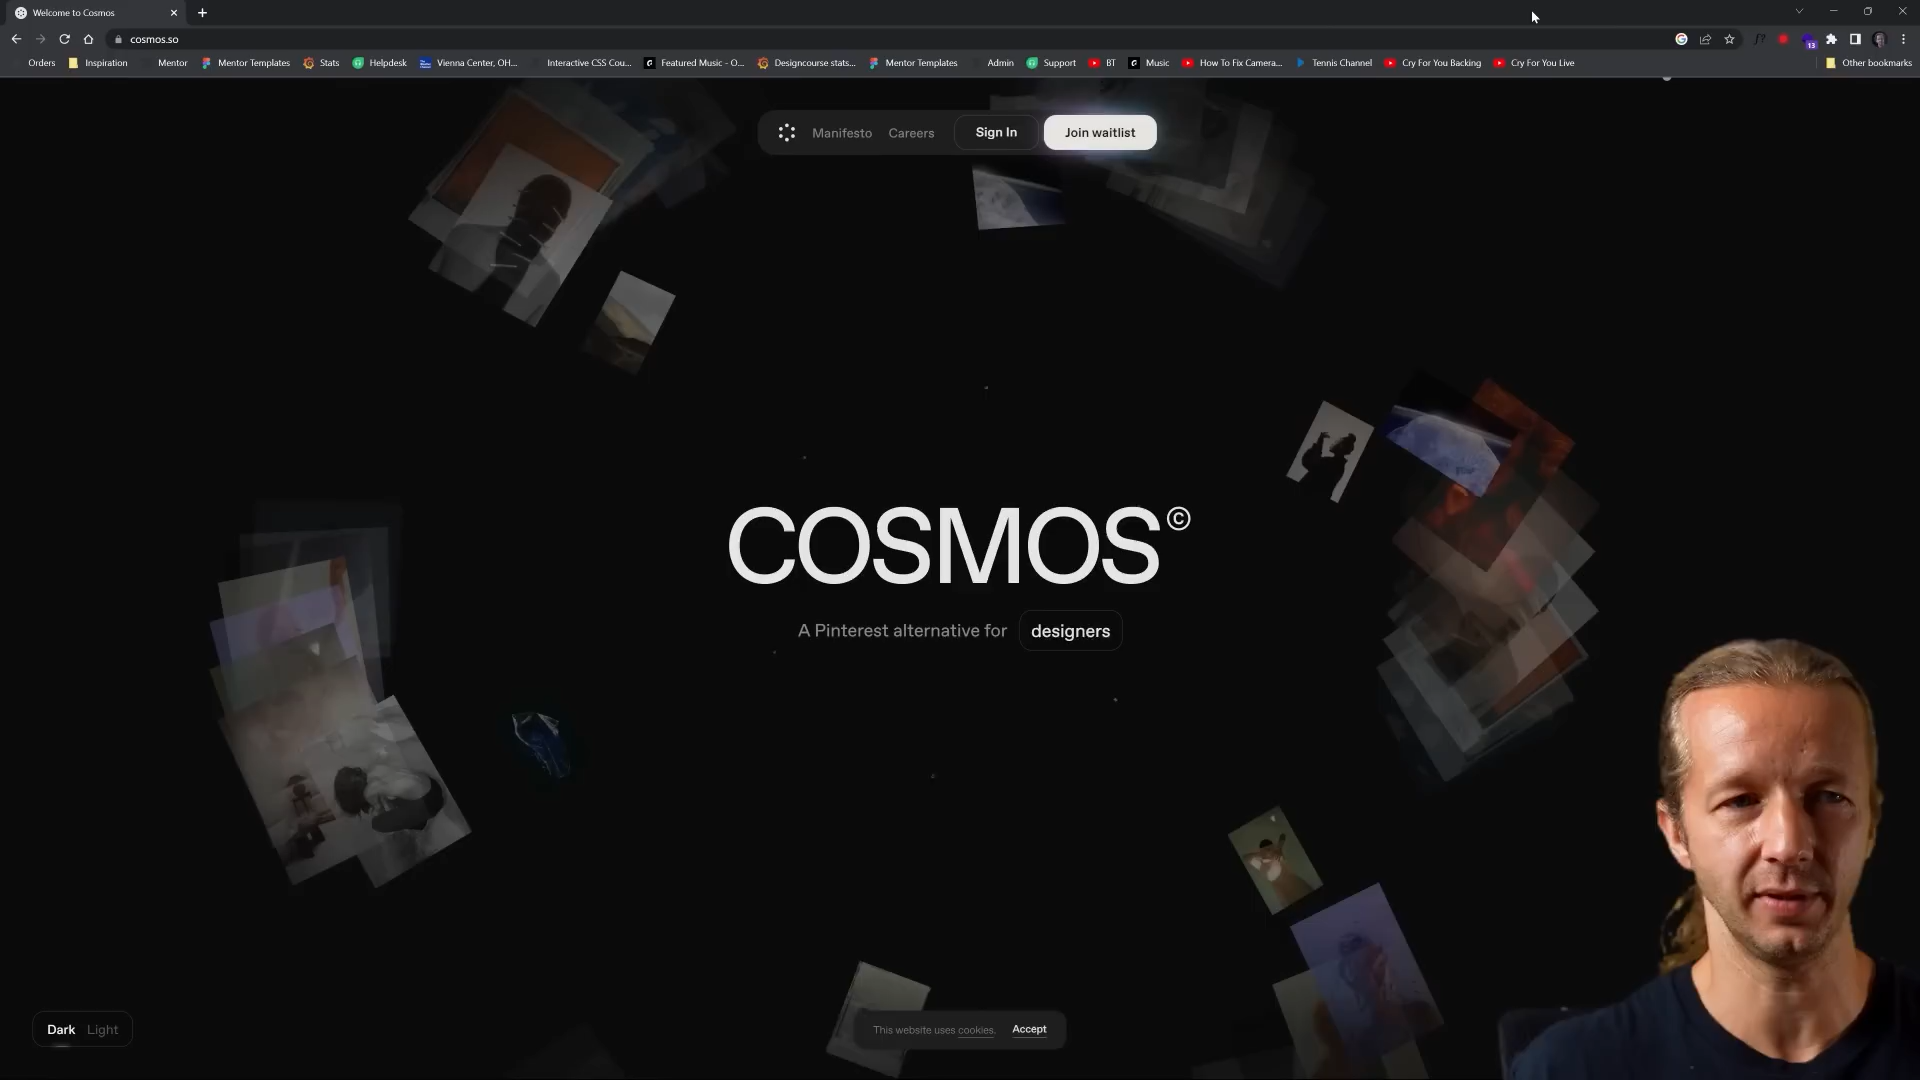 Welcome to Cosmos
cosmos.so
13
Orders Inspiration Mentor Mentor Templates Stats Helpdesk Vienna Center, OH... Interactive CSS Cou... Featured Music - O... Designcourse stats... Mentor Templates Admin Support BT Music How To Fix Camera... Tennis Channel Cry For You Backing Cry For You Live Other bookmarks
Manifesto Careers Sign In Join waitlist
COSMOS©
A Pinterest alternative for designers
Dark Light
This website uses cookies. Accept